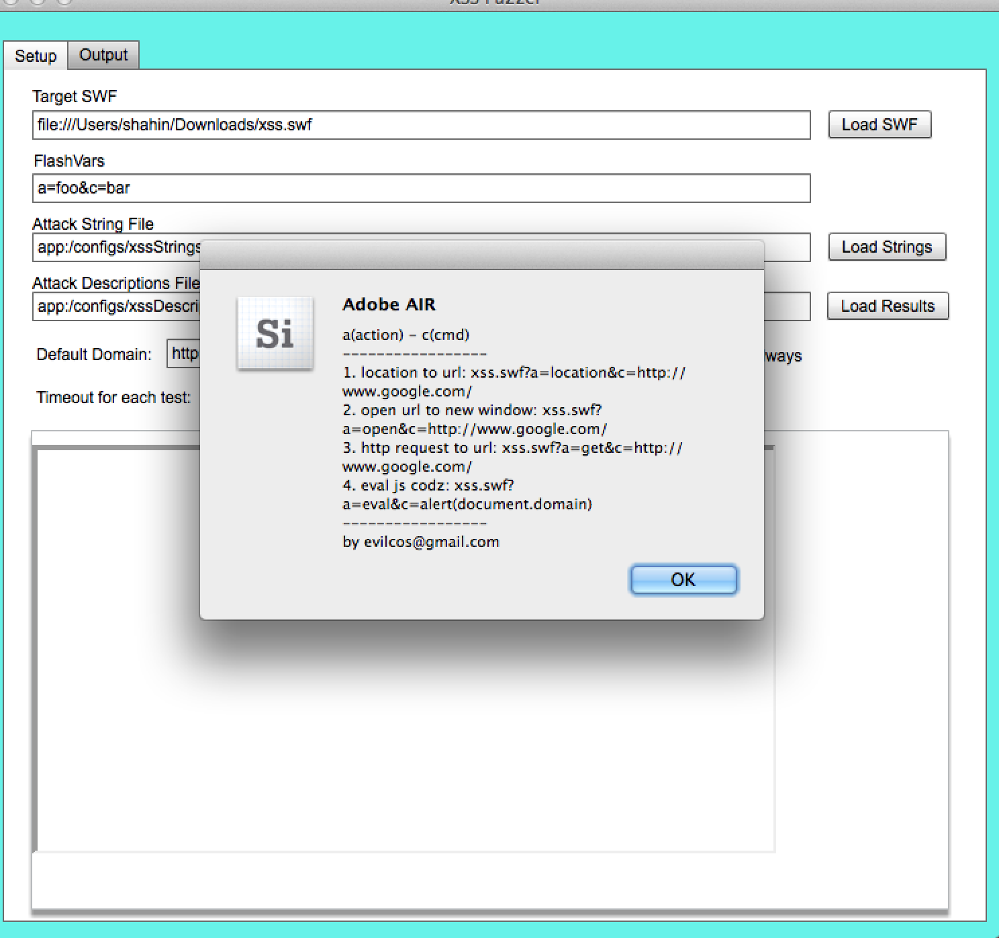 XSS Fuzzer
Setup
Output
Target SWF
file:///Users/shahin/Downloads/xss.swf
Load SWF
FlashVars
a=foo&c=bar
Attack String File
app:/configs/xssStrings
Load Strings
Attack Descriptions File
app:/configs/xssDescri
Load Results
Default Domain:
http
ways
Timeout for each test:
Si
Adobe AIR
a(action) - c(cmd)
-----------------
1. location to url: xss.swf?a=location&c=http://
www.google.com/
2. open url to new window: xss.swf?
a=open&c=http://www.google.com/
3. http request to url: xss.swf?a=get&c=http://
www.google.com/
4. eval js codz: xss.swf?
a=eval&c=alert(document.domain)
-----------------
by evilcos@gmail.com
OK